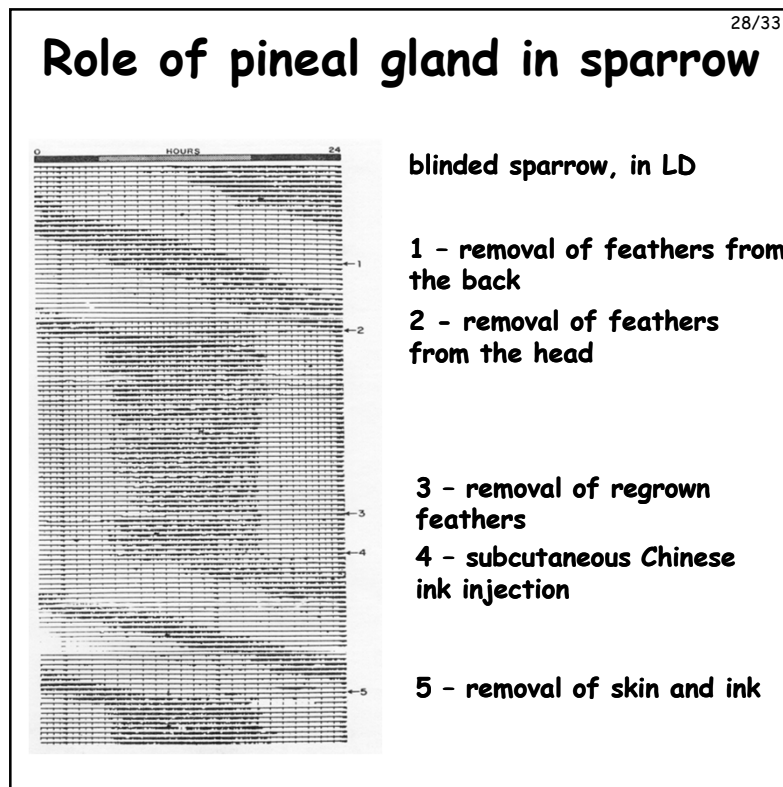 28/33
Role of pineal gland in sparrow
0 HOURS 24
blinded sparrow, in LD
1 - removal of feathers from
the back
←1
2 - removal of feathers
from the head
←2
3 - removal of regrown
feathers
←3
4 - subcutaneous Chinese
ink injection
←4
5 - removal of skin and ink
←5